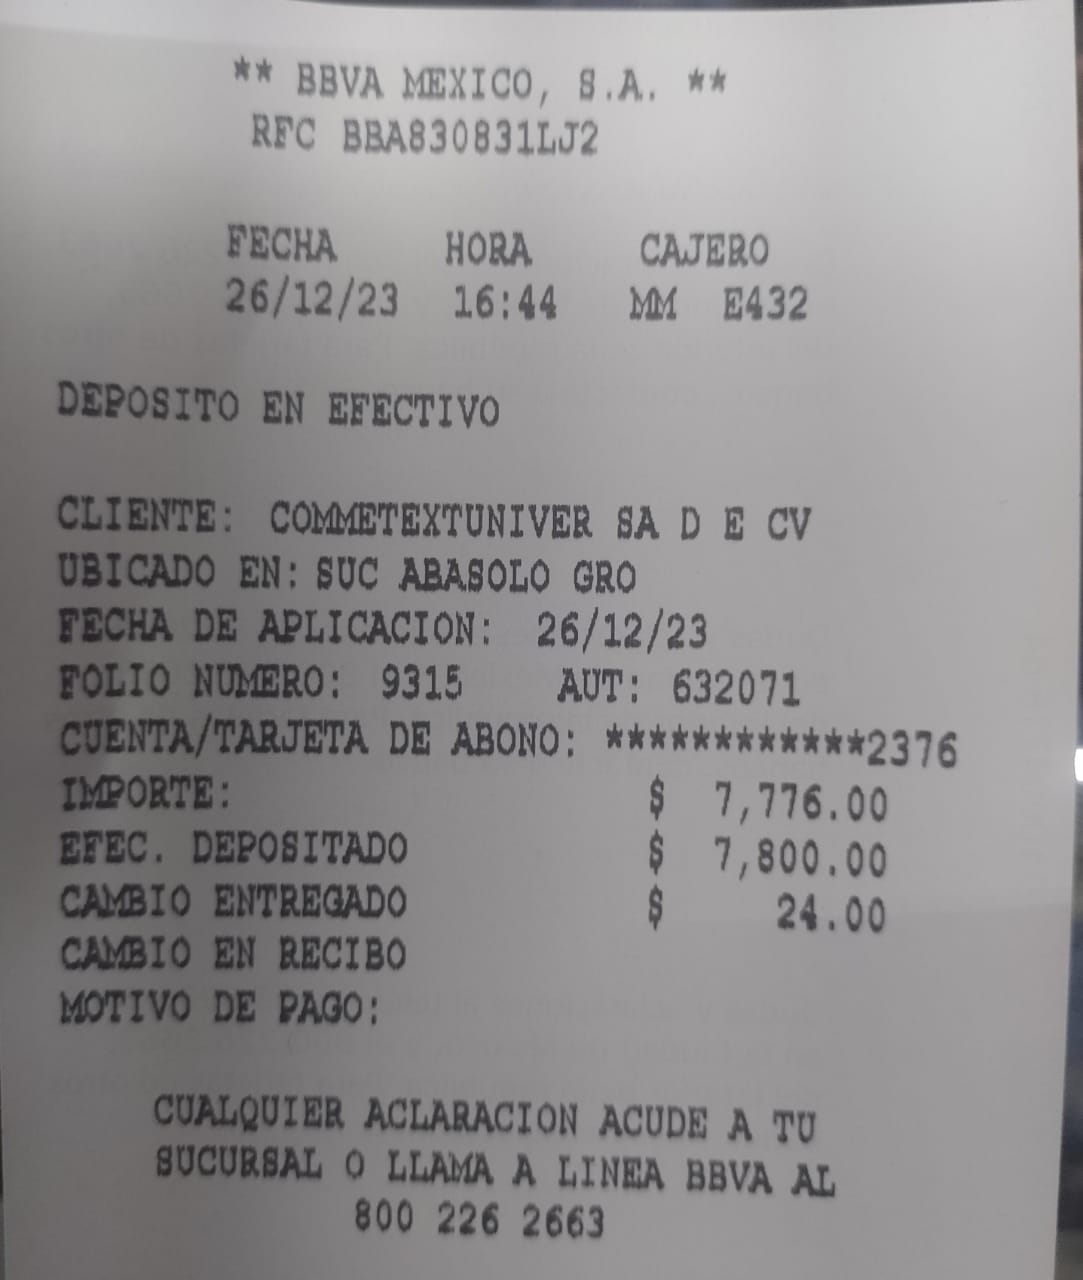 ** BBVA MEXICO, S.A. **
RFC BBA830831LJ2
FECHA HORA CAJERO
26/12/23 16:44 MM E432
DEPOSITO EN EFECTIVO
CLIENTE: COMMETEXTUNIVER SA D E CV
UBICADO EN: SUC ABASOLO GRO
FECHA DE APLICACION: 26/12/23
FOLIO NUMERO: 9315 AUT: 632071
CUENTA/TARJETA DE ABONO: ************2376
IMPORTE: $ 7,776.00
EFEC. DEPOSITADO $ 7,800.00
CAMBIO ENTREGADO $ 24.00
CAMBIO EN RECIBO
MOTIVO DE PAGO:
CUALQUIER ACLARACION ACUDE A TU
SUCURSAL O LLAMA A LINEA BBVA AL
800 226 2663